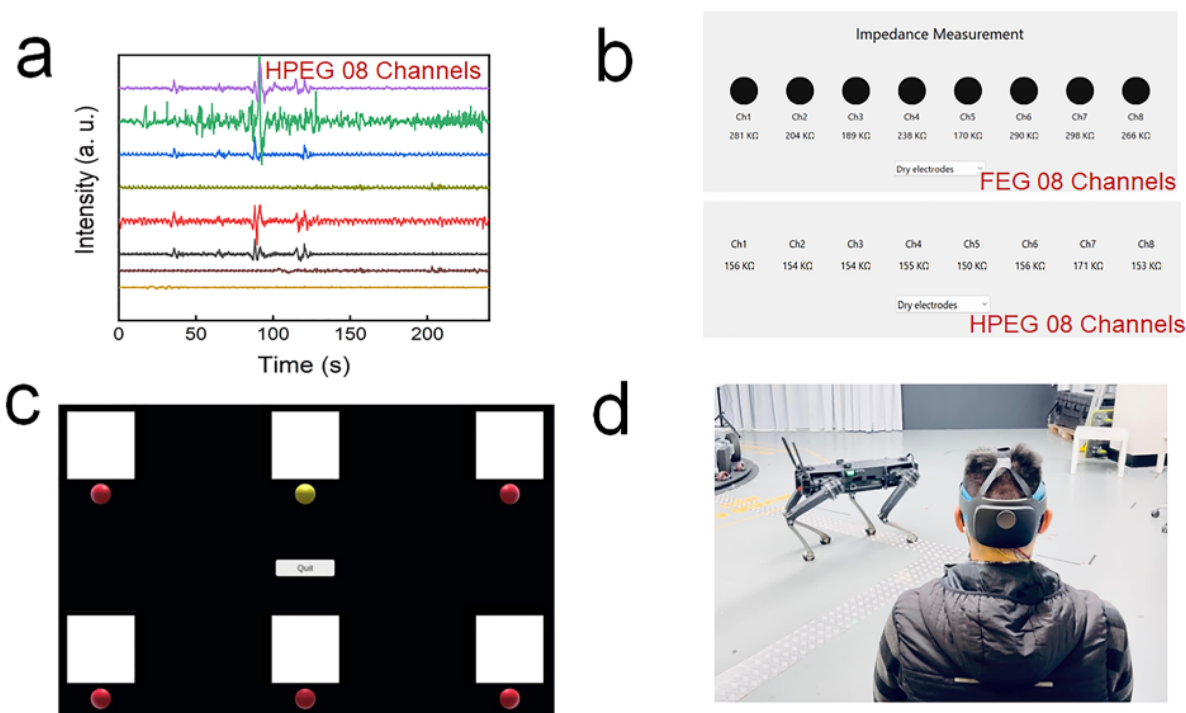 a
HPEG 08 Channels
Intensity (a. u.)
0 50 100 150 200
Time (s)
b
Impedance Measurement
Ch1 Ch2 Ch3 Ch4 Ch5 Ch6 Ch7 Ch8
281 KΩ 204 KΩ 189 KΩ 238 KΩ 170 KΩ 290 KΩ 298 KΩ 266 KΩ
Dry electrodes
FEG 08 Channels
Ch1 Ch2 Ch3 Ch4 Ch5 Ch6 Ch7 Ch8
156 KΩ 154 KΩ 154 KΩ 155 KΩ 150 KΩ 156 KΩ 171 KΩ 153 KΩ
Dry electrodes
HPEG 08 Channels
c
Quit
d